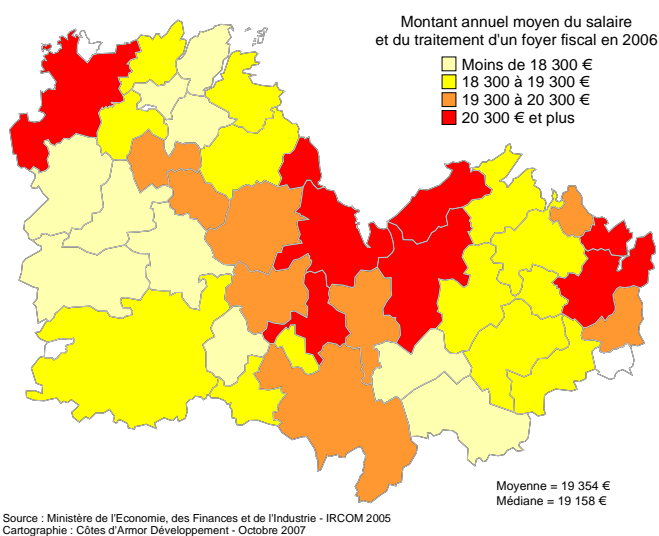 Montant annuel moyen du salaire
et du traitement d'un foyer fiscal en 2006
Moins de 18 300 €
18 300 à 19 300 €
19 300 à 20 300 €
20 300 € et plus
Moyenne = 19 354 €
Médiane = 19 158 €
Source : Ministère de l'Economie, des Finances et de l'Industrie - IRCOM 2005
Cartographie : Côtes d'Armor Développement - Octobre 2007